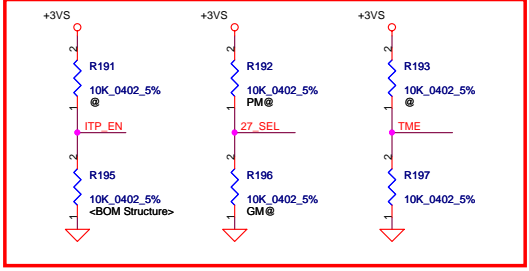 +3VS +3VS +3VS
2 2 2
R191 R192 R193
10K_0402_5% 10K_0402_5% 10K_0402_5%
@ PM@ @
1 1 1
ITP_EN 27_SEL TME
2 2 2
R195 R196 R197
10K_0402_5% 10K_0402_5% 10K_0402_5%
<BOM Structure> GM@
1 1 1